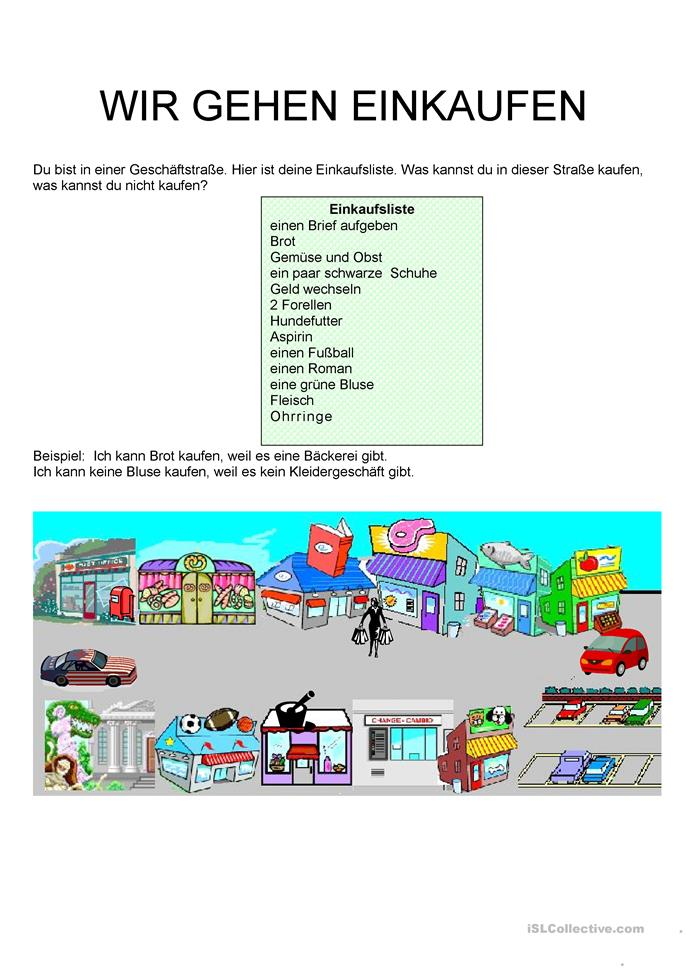 WIR GEHEN EINKAUFEN
Du bist in einer Geschäftstraße. Hier ist deine Einkaufsliste. Was kannst du in dieser Straße kaufen,
was kannst du nicht kaufen?
Einkaufsliste
einen Brief aufgeben
Brot
Gemüse und Obst
ein paar schwarze Schuhe
Geld wechseln
2 Forellen
Hundefutter
Aspirin
einen Fußball
einen Roman
eine grüne Bluse
Fleisch
Ohrringe
Beispiel: Ich kann Brot kaufen, weil es eine Bäckerei gibt.
Ich kann keine Bluse kaufen, weil es kein Kleidergeschäft gibt.
POST OFFICE
CHANGE - CAMBIO
iSLCollective.com